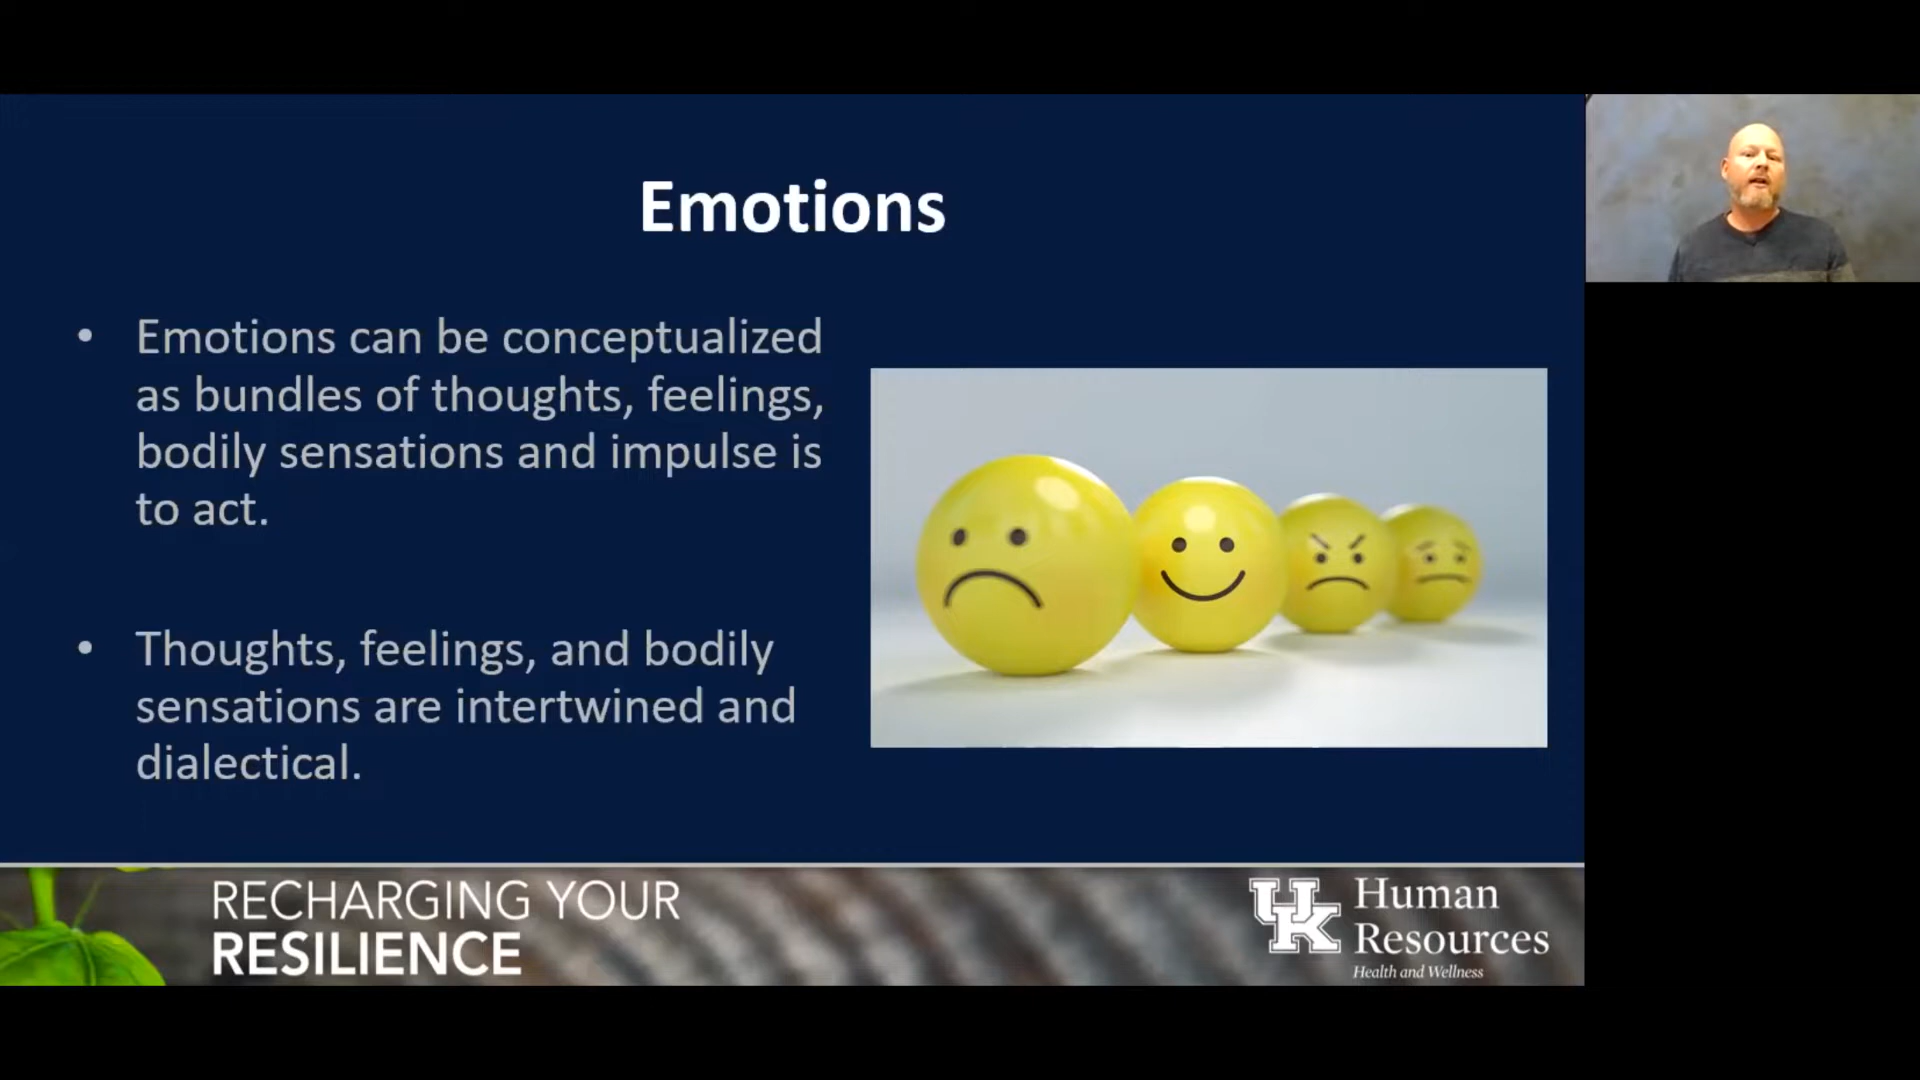 Emotions
• Emotions can be conceptualized
as bundles of thoughts, feelings,
bodily sensations and impulse is
to act.
• Thoughts, feelings, and bodily
sensations are intertwined and
dialectical.
RECHARGING YOUR
RESILIENCE
UK
Human
Resources
Health and Wellness